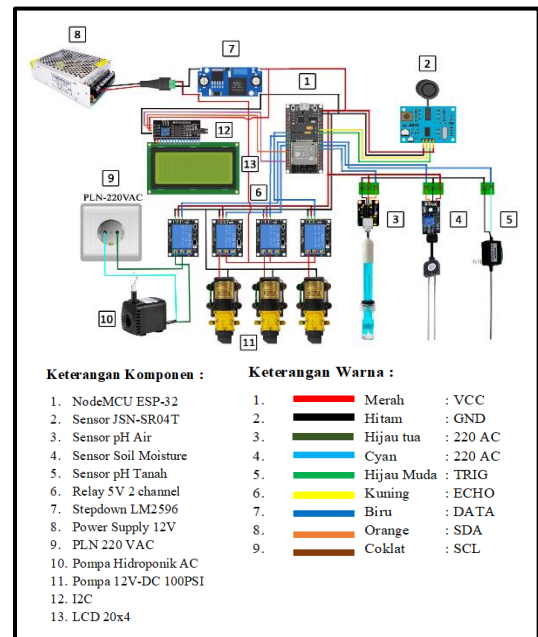 8
7
1
2
12
13
9
PLN-220VAC
6
3
4
5
10
11
Keterangan Komponen :
1. NodeMCU ESP-32
2. Sensor JSN-SR04T
3. Sensor pH Air
4. Sensor Soil Moisture
5. Sensor pH Tanah
6. Relay 5V 2 channel
7. Stepdown LM2596
8. Power Supply 12V
9. PLN 220 VAC
10. Pompa Hidroponik AC
11. Pompa 12V-DC 100PSI
12. I2C
13. LCD 20x4
Keterangan Warna :
1. Merah : VCC
2. Hitam : GND
3. Hijau tua : 220 AC
4. Cyan : 220 AC
5. Hijau Muda : TRIG
6. Kuning : ECHO
7. Biru : DATA
8. Orange : SDA
9. Coklat : SCL